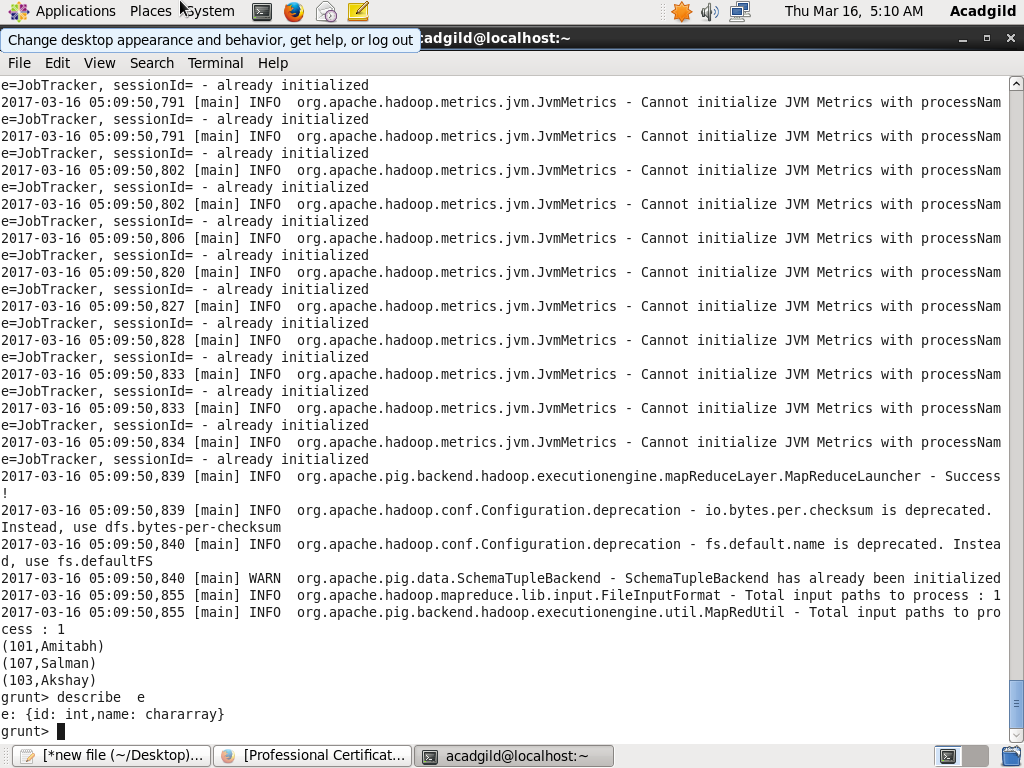 Applications Places System Thu Mar 16, 5:10 AM Acadgild
Change desktop appearance and behavior, get help, or log out
cadgild@localhost:~
File Edit View Search Terminal Help
e=JobTracker, sessionId= - already initialized
2017-03-16 05:09:50,791 [main] INFO  org.apache.hadoop.metrics.jvm.JvmMetrics - Cannot initialize JVM Metrics with processNam
e=JobTracker, sessionId= - already initialized
2017-03-16 05:09:50,791 [main] INFO  org.apache.hadoop.metrics.jvm.JvmMetrics - Cannot initialize JVM Metrics with processNam
e=JobTracker, sessionId= - already initialized
2017-03-16 05:09:50,802 [main] INFO  org.apache.hadoop.metrics.jvm.JvmMetrics - Cannot initialize JVM Metrics with processNam
e=JobTracker, sessionId= - already initialized
2017-03-16 05:09:50,802 [main] INFO  org.apache.hadoop.metrics.jvm.JvmMetrics - Cannot initialize JVM Metrics with processNam
e=JobTracker, sessionId= - already initialized
2017-03-16 05:09:50,806 [main] INFO  org.apache.hadoop.metrics.jvm.JvmMetrics - Cannot initialize JVM Metrics with processNam
e=JobTracker, sessionId= - already initialized
2017-03-16 05:09:50,820 [main] INFO  org.apache.hadoop.metrics.jvm.JvmMetrics - Cannot initialize JVM Metrics with processNam
e=JobTracker, sessionId= - already initialized
2017-03-16 05:09:50,827 [main] INFO  org.apache.hadoop.metrics.jvm.JvmMetrics - Cannot initialize JVM Metrics with processNam
e=JobTracker, sessionId= - already initialized
2017-03-16 05:09:50,828 [main] INFO  org.apache.hadoop.metrics.jvm.JvmMetrics - Cannot initialize JVM Metrics with processNam
e=JobTracker, sessionId= - already initialized
2017-03-16 05:09:50,833 [main] INFO  org.apache.hadoop.metrics.jvm.JvmMetrics - Cannot initialize JVM Metrics with processNam
e=JobTracker, sessionId= - already initialized
2017-03-16 05:09:50,833 [main] INFO  org.apache.hadoop.metrics.jvm.JvmMetrics - Cannot initialize JVM Metrics with processNam
e=JobTracker, sessionId= - already initialized
2017-03-16 05:09:50,834 [main] INFO  org.apache.hadoop.metrics.jvm.JvmMetrics - Cannot initialize JVM Metrics with processNam
e=JobTracker, sessionId= - already initialized
2017-03-16 05:09:50,839 [main] INFO  org.apache.pig.backend.hadoop.executionengine.mapReduceLayer.MapReduceLauncher - Success
!
2017-03-16 05:09:50,839 [main] INFO  org.apache.hadoop.conf.Configuration.deprecation - io.bytes.per.checksum is deprecated.
Instead, use dfs.bytes-per-checksum
2017-03-16 05:09:50,840 [main] INFO  org.apache.hadoop.conf.Configuration.deprecation - fs.default.name is deprecated. Instea
d, use fs.defaultFS
2017-03-16 05:09:50,840 [main] WARN  org.apache.pig.data.SchemaTupleBackend - SchemaTupleBackend has already been initialized
2017-03-16 05:09:50,855 [main] INFO  org.apache.hadoop.mapreduce.lib.input.FileInputFormat - Total input paths to process : 1
2017-03-16 05:09:50,855 [main] INFO  org.apache.pig.backend.hadoop.executionengine.util.MapRedUtil - Total input paths to pro
cess : 1
(101,Amitabh)
(107,Salman)
(103,Akshay)
grunt> describe  e
e: {id: int,name: chararray}
grunt>
[*new file (~/Desktop)... [Professional Certificat... acadgild@localhost:~